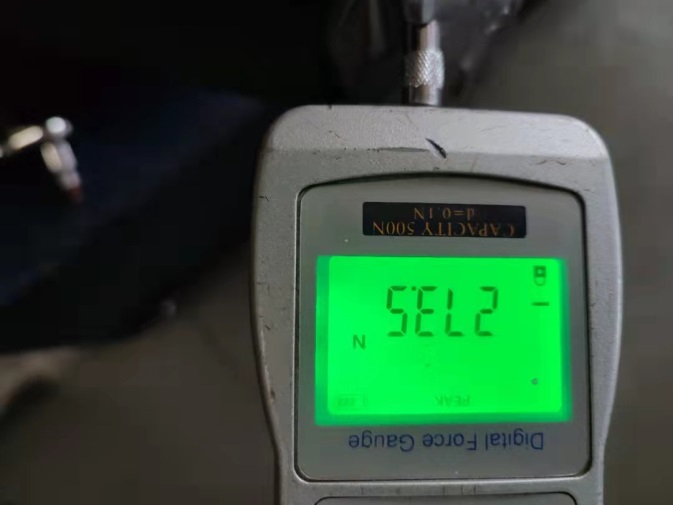 Digital Force Gauge
PEAK
-273.5 N
CAPACITY 500N
d=0.1N